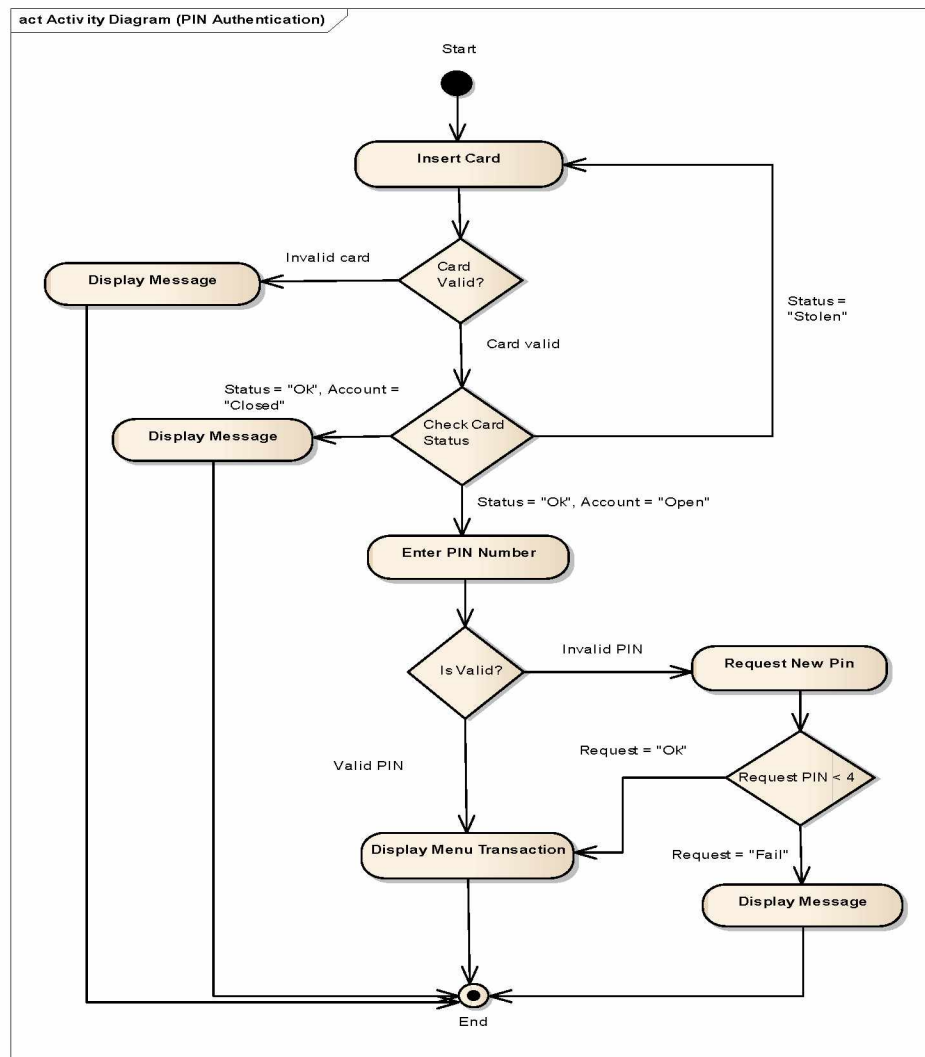 act Activity Diagram (PIN Authentication)
Start
Insert Card
Invalid card
Card
Valid?
Display Message
Status =
"Stolen"
Card valid
Status = "Ok", Account =
"Closed"
Check Card
Status
Display Message
Status = "Ok", Account = "Open"
Enter PIN Number
Invalid PIN
Is Valid?
Request New Pin
Request = "Ok"
Valid PIN
Request PIN < 4
Display Menu Transaction
Request = "Fail"
Display Message
End